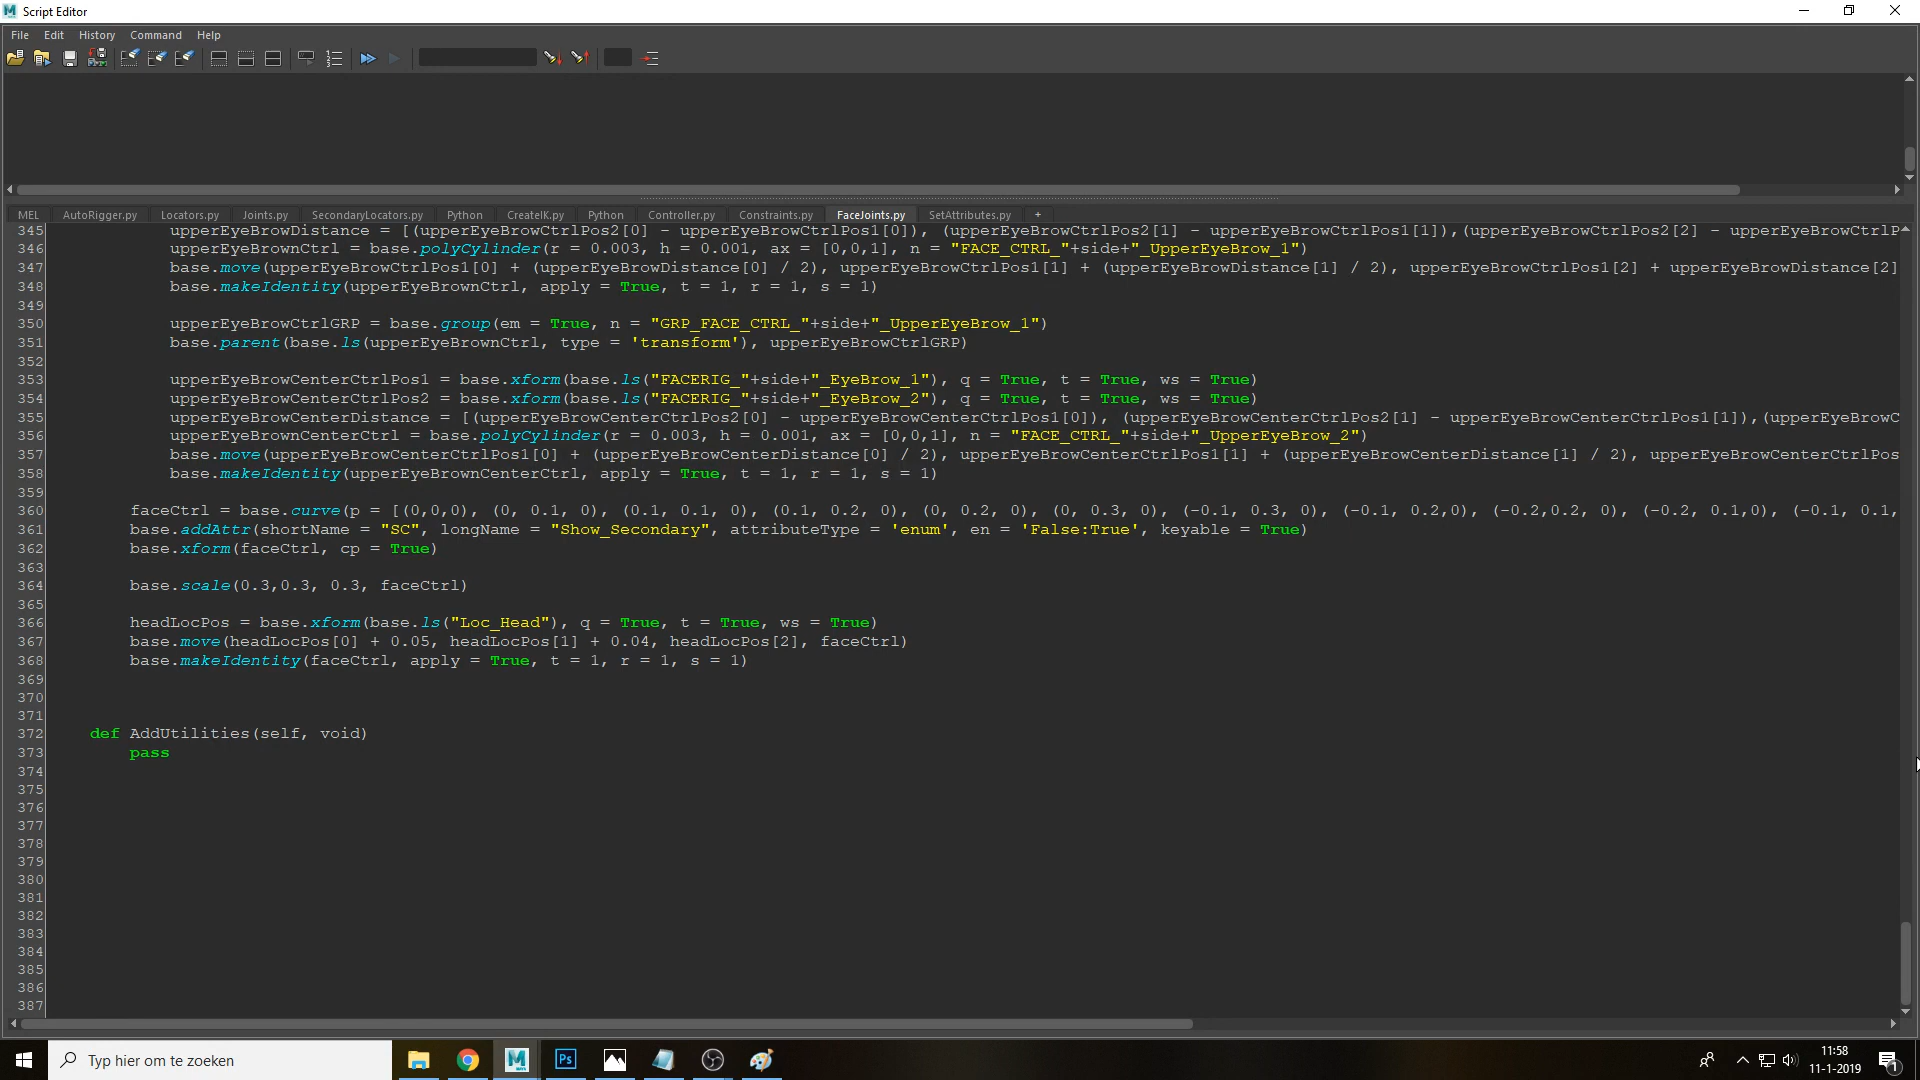 Script Editor
File Edit History Command Help
MEL AutoRigger.py Locators.py Joints.py SecondaryLocators.py Python CreateIK.py Python Controller.py Constraints.py FaceJoints.py SetAttributes.py +
345 upperEyeBrowDistance = [(upperEyeBrowCtrlPos2[0] - upperEyeBrowCtrlPos1[0]), (upperEyeBrowCtrlPos2[1] - upperEyeBrowCtrlPos1[1]),(upperEyeBrowCtrlPos2[2] - upperEyeBrowCtrlP
346 upperEyeBrownCtrl = base.polyCylinder(r = 0.003, h = 0.001, ax = [0,0,1], n = "FACE_CTRL_"+side+"_UpperEyeBrow_1")
347 base.move(upperEyeBrowCtrlPos1[0] + (upperEyeBrowDistance[0] / 2), upperEyeBrowCtrlPos1[1] + (upperEyeBrowDistance[1] / 2), upperEyeBrowCtrlPos1[2] + upperEyeBrowDistance[2]
348 base.makeIdentity(upperEyeBrownCtrl, apply = True, t = 1, r = 1, s = 1)
349
350 upperEyeBrowCtrlGRP = base.group(em = True, n = "GRP_FACE_CTRL_"+side+"_UpperEyeBrow_1")
351 base.parent(base.ls(upperEyeBrownCtrl, type = 'transform'), upperEyeBrowCtrlGRP)
352
353 upperEyeBrowCenterCtrlPos1 = base.xform(base.ls("FACERIG_"+side+"_EyeBrow_1"), q = True, t = True, ws = True)
354 upperEyeBrowCenterCtrlPos2 = base.xform(base.ls("FACERIG_"+side+"_EyeBrow_2"), q = True, t = True, ws = True)
355 upperEyeBrowCenterDistance = [(upperEyeBrowCenterCtrlPos2[0] - upperEyeBrowCenterCtrlPos1[0]), (upperEyeBrowCenterCtrlPos2[1] - upperEyeBrowCenterCtrlPos1[1]),(upperEyeBrowC
356 upperEyeBrownCenterCtrl = base.polyCylinder(r = 0.003, h = 0.001, ax = [0,0,1], n = "FACE_CTRL_"+side+"_UpperEyeBrow_2")
357 base.move(upperEyeBrowCenterCtrlPos1[0] + (upperEyeBrowCenterDistance[0] / 2), upperEyeBrowCenterCtrlPos1[1] + (upperEyeBrowCenterDistance[1] / 2), upperEyeBrowCenterCtrlPos
358 base.makeIdentity(upperEyeBrownCenterCtrl, apply = True, t = 1, r = 1, s = 1)
359
360 faceCtrl = base.curve(p = [(0,0,0), (0, 0.1, 0), (0.1, 0.1, 0), (0.1, 0.2, 0), (0, 0.2, 0), (0, 0.3, 0), (-0.1, 0.3, 0), (-0.1, 0.2,0), (-0.2,0.2, 0), (-0.2, 0.1,0), (-0.1, 0.1,
361 base.addAttr(shortName = "SC", longName = "Show_Secondary", attributeType = 'enum', en = 'False:True', keyable = True)
362 base.xform(faceCtrl, cp = True)
363
364 base.scale(0.3,0.3, 0.3, faceCtrl)
365
366 headLocPos = base.xform(base.ls("Loc_Head"), q = True, t = True, ws = True)
367 base.move(headLocPos[0] + 0.05, headLocPos[1] + 0.04, headLocPos[2], faceCtrl)
368 base.makeIdentity(faceCtrl, apply = True, t = 1, r = 1, s = 1)
369
370
371
372 def AddUtilities(self, void)
373 pass
374
375
376
377
378
379
380
381
382
383
384
385
386
387
Typ hier om te zoeken
Ps
11:58
11-1-2019
1